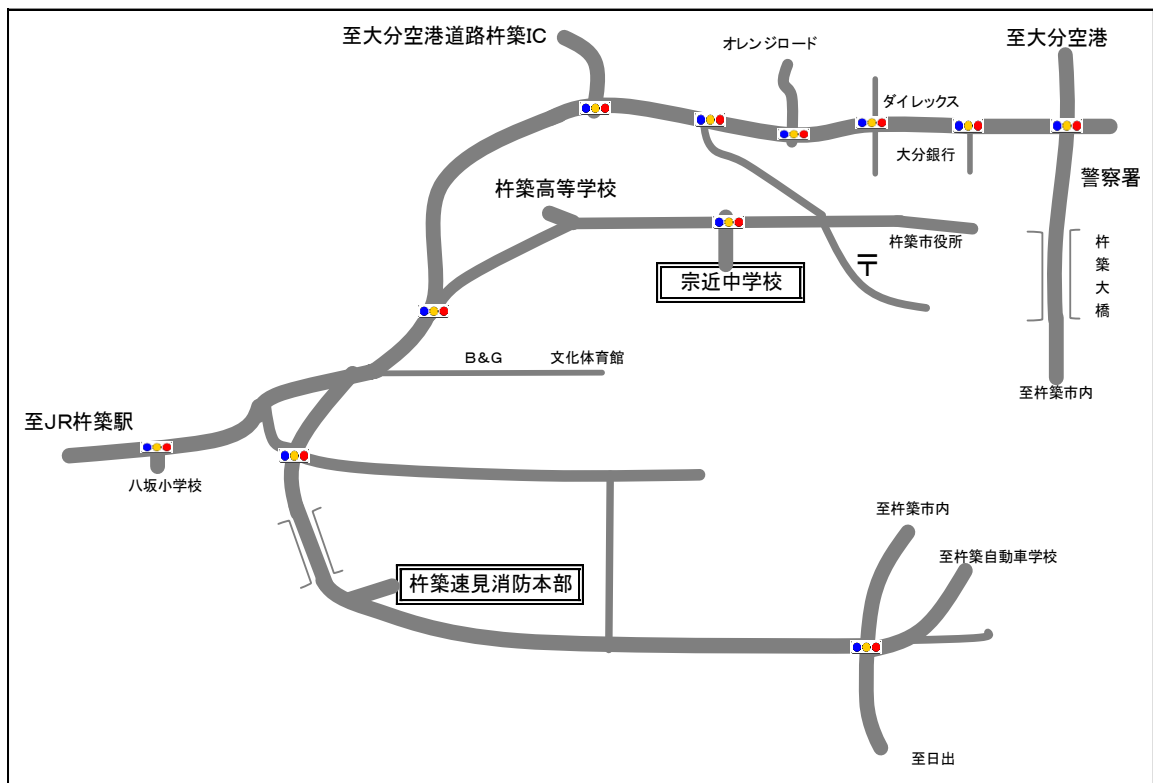 至大分空港道路杵築IC
オレンジロード
至大分空港
ダイレックス
大分銀行
警察署
杵築高等学校
杵築市役所
〒
杵築大橋
宗近中学校
B&G
文化体育館
至杵築市内
至JR杵築駅
八坂小学校
至杵築市内
至杵築自動車学校
杵築速見消防本部
至日出